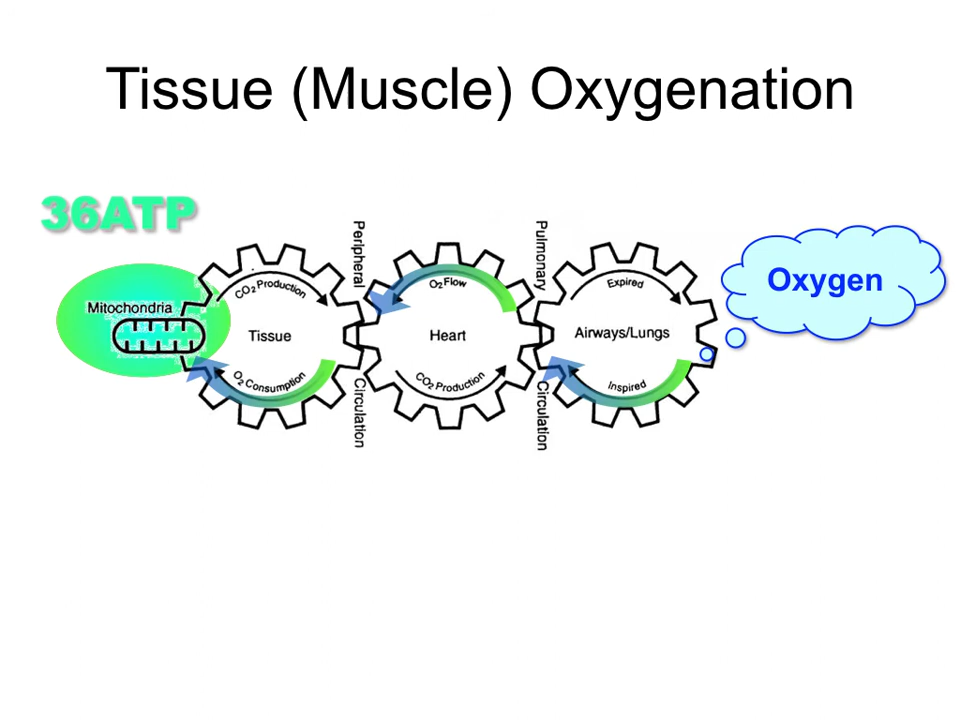 Tissue (Muscle) Oxygenation
36ATP
Mitochondria
CO2 Production
Tissue
O2 Consumption
Peripheral
Circulation
O2 Flow
Heart
CO2 Production
Pulmonary
Circulation
Expired
Airways/Lungs
Inspired
Oxygen